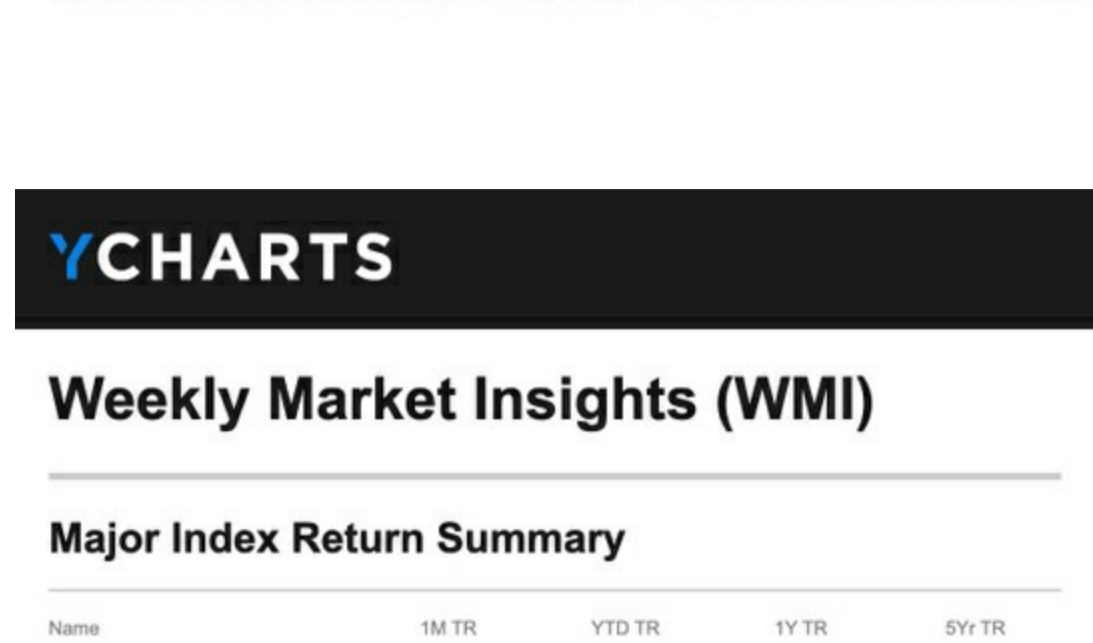 YCHARTS
Weekly Market Insights (WMI)
Major Index Return Summary
Name 1M TR YTD TR 1Y TR 5Yr TR